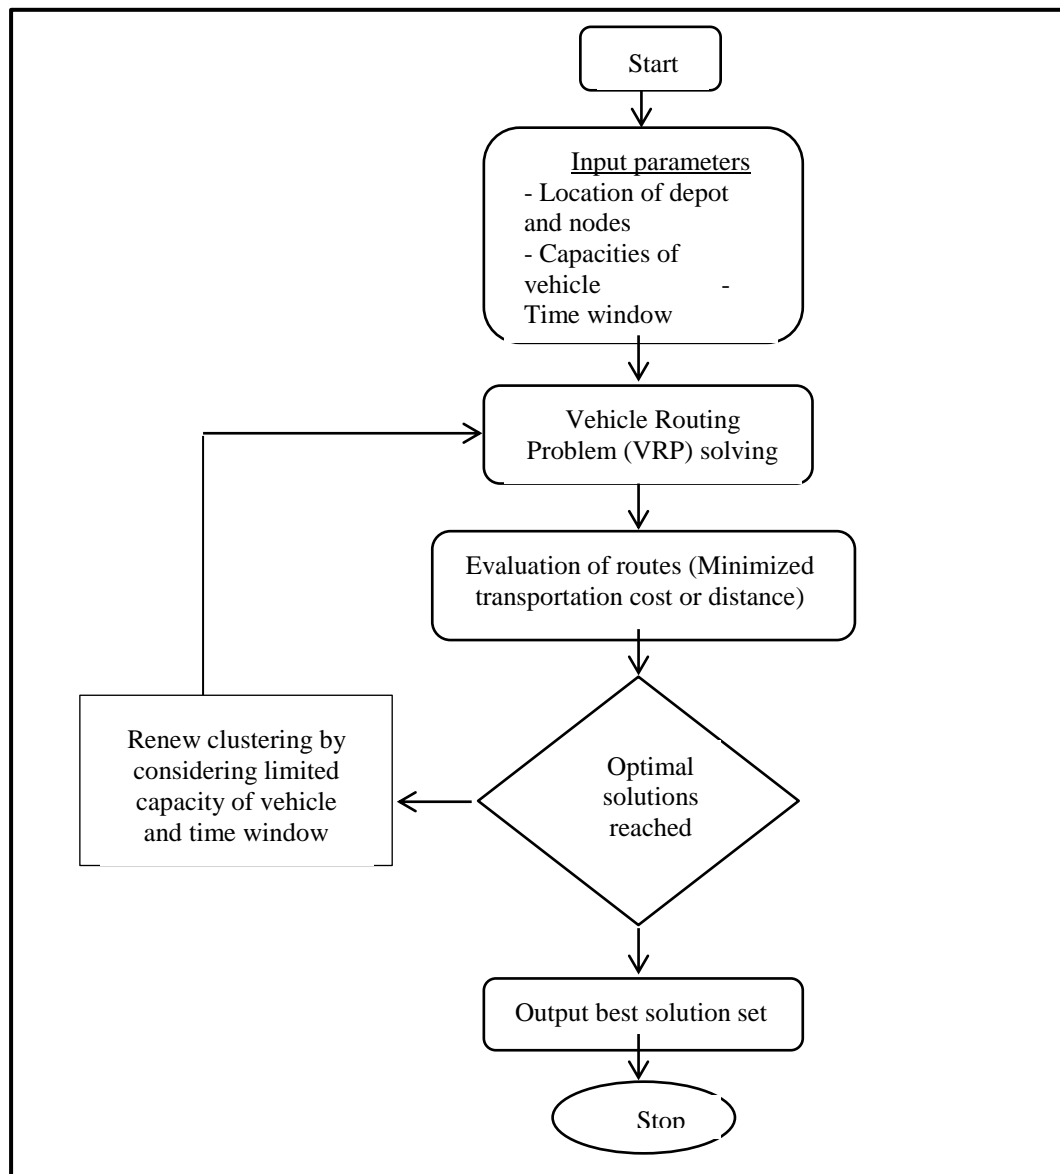 Start
Input parameters
- Location of depot
and nodes
- Capacities of
vehicle -
Time window
Vehicle Routing
Problem (VRP) solving
Evaluation of routes (Minimized
transportation cost or distance)
Renew clustering by
considering limited
capacity of vehicle
and time window
Optimal
solutions
reached
Output best solution set
Stop